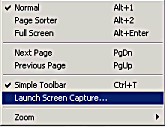 ✓ Normal Alt+1
Page Sorter Alt+2
Full Screen Alt+Enter
Next Page PgDn
Previous Page PgUp
✓ Simple Toolbar Ctrl+T
Launch Screen Capture...
Zoom